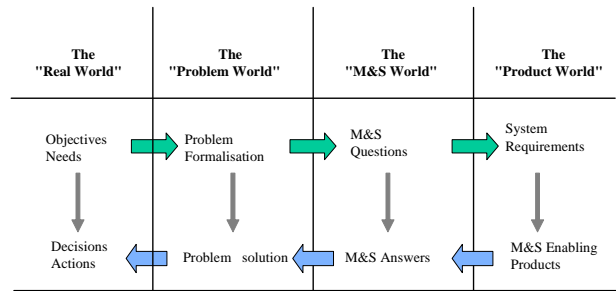 The
"Real World"
The
"Problem World"
The
"M&S World"
The
"Product World"
Objectives
Needs
Problem
Formalisation
M&S
Questions
System
Requirements
Decisions
Actions
Problem solution
M&S Answers
M&S Enabling
Products